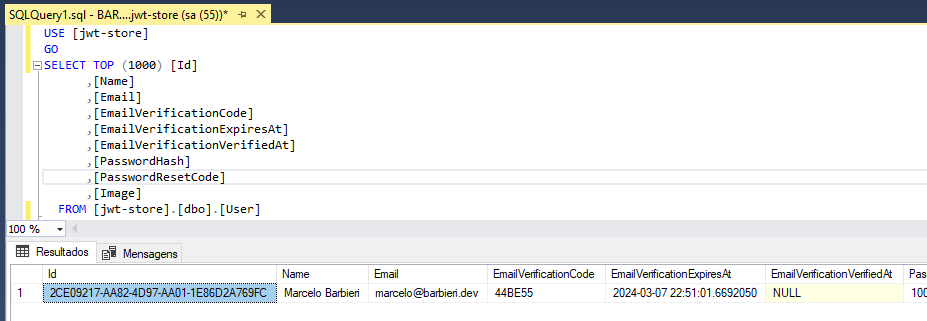 SQLQuery1.sql - BAR....jwt-store (sa (55))*
USE [jwt-store]
GO
SELECT TOP (1000) [Id]
,[Name]
,[Email]
,[EmailVerificationCode]
,[EmailVerificationExpiresAt]
,[EmailVerificationVerifiedAt]
,[PasswordHash]
,[PasswordResetCode]
,[Image]
FROM [jwt-store].[dbo].[User]
100 %
Resultados Mensagens
Id Name Email EmailVerificationCode EmailVerificationExpiresAt EmailVerificationVerifiedAt Pas
1 2CE09217-AA82-4D97-AA01-1E86D2A769FC Marcelo Barbieri marcelo@barbieri.dev 44BE55 2024-03-07 22:51:01.6692050 NULL 100